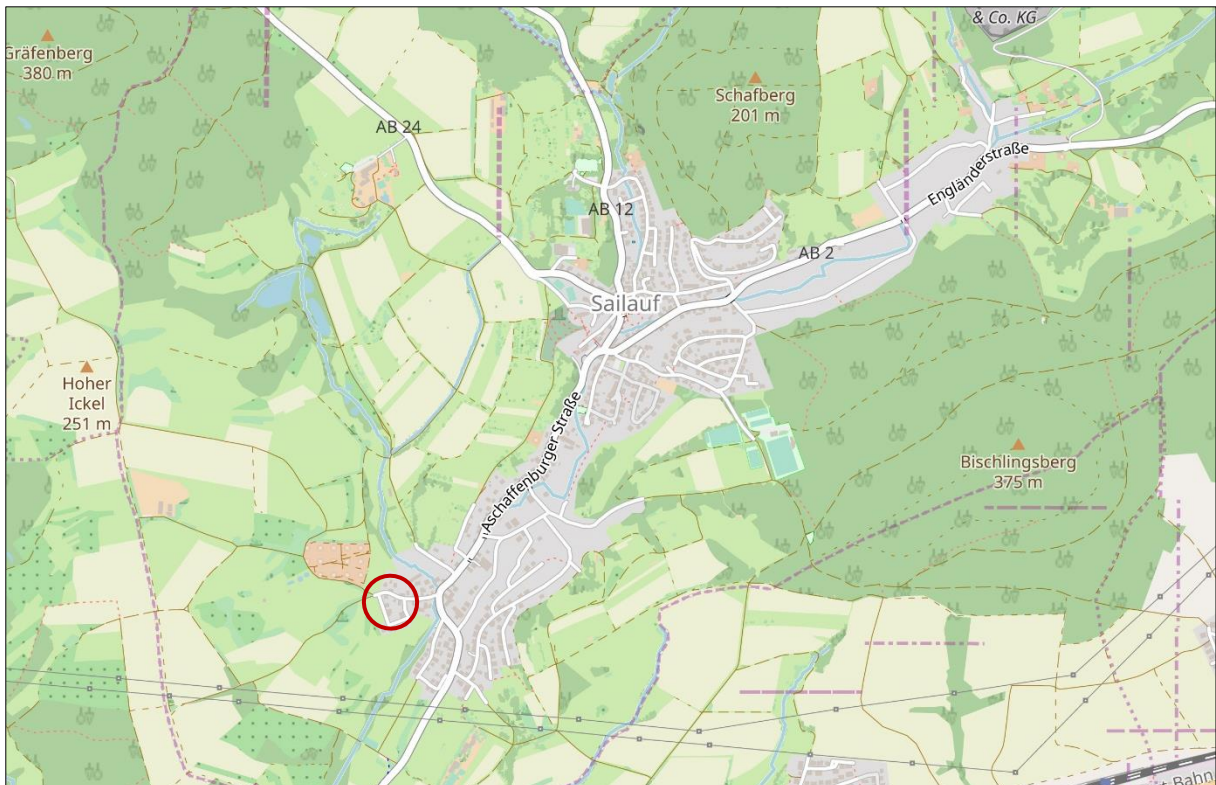 & Co. KG
Gräfenberg
380 m
Schafberg
201 m
AB 24
Engländerstraße
AB 12
AB 2
Sailauf
Hoher
Ickel
251 m
Aschaffenburger Straße
Bischlingsberg
375 m
t Bahn